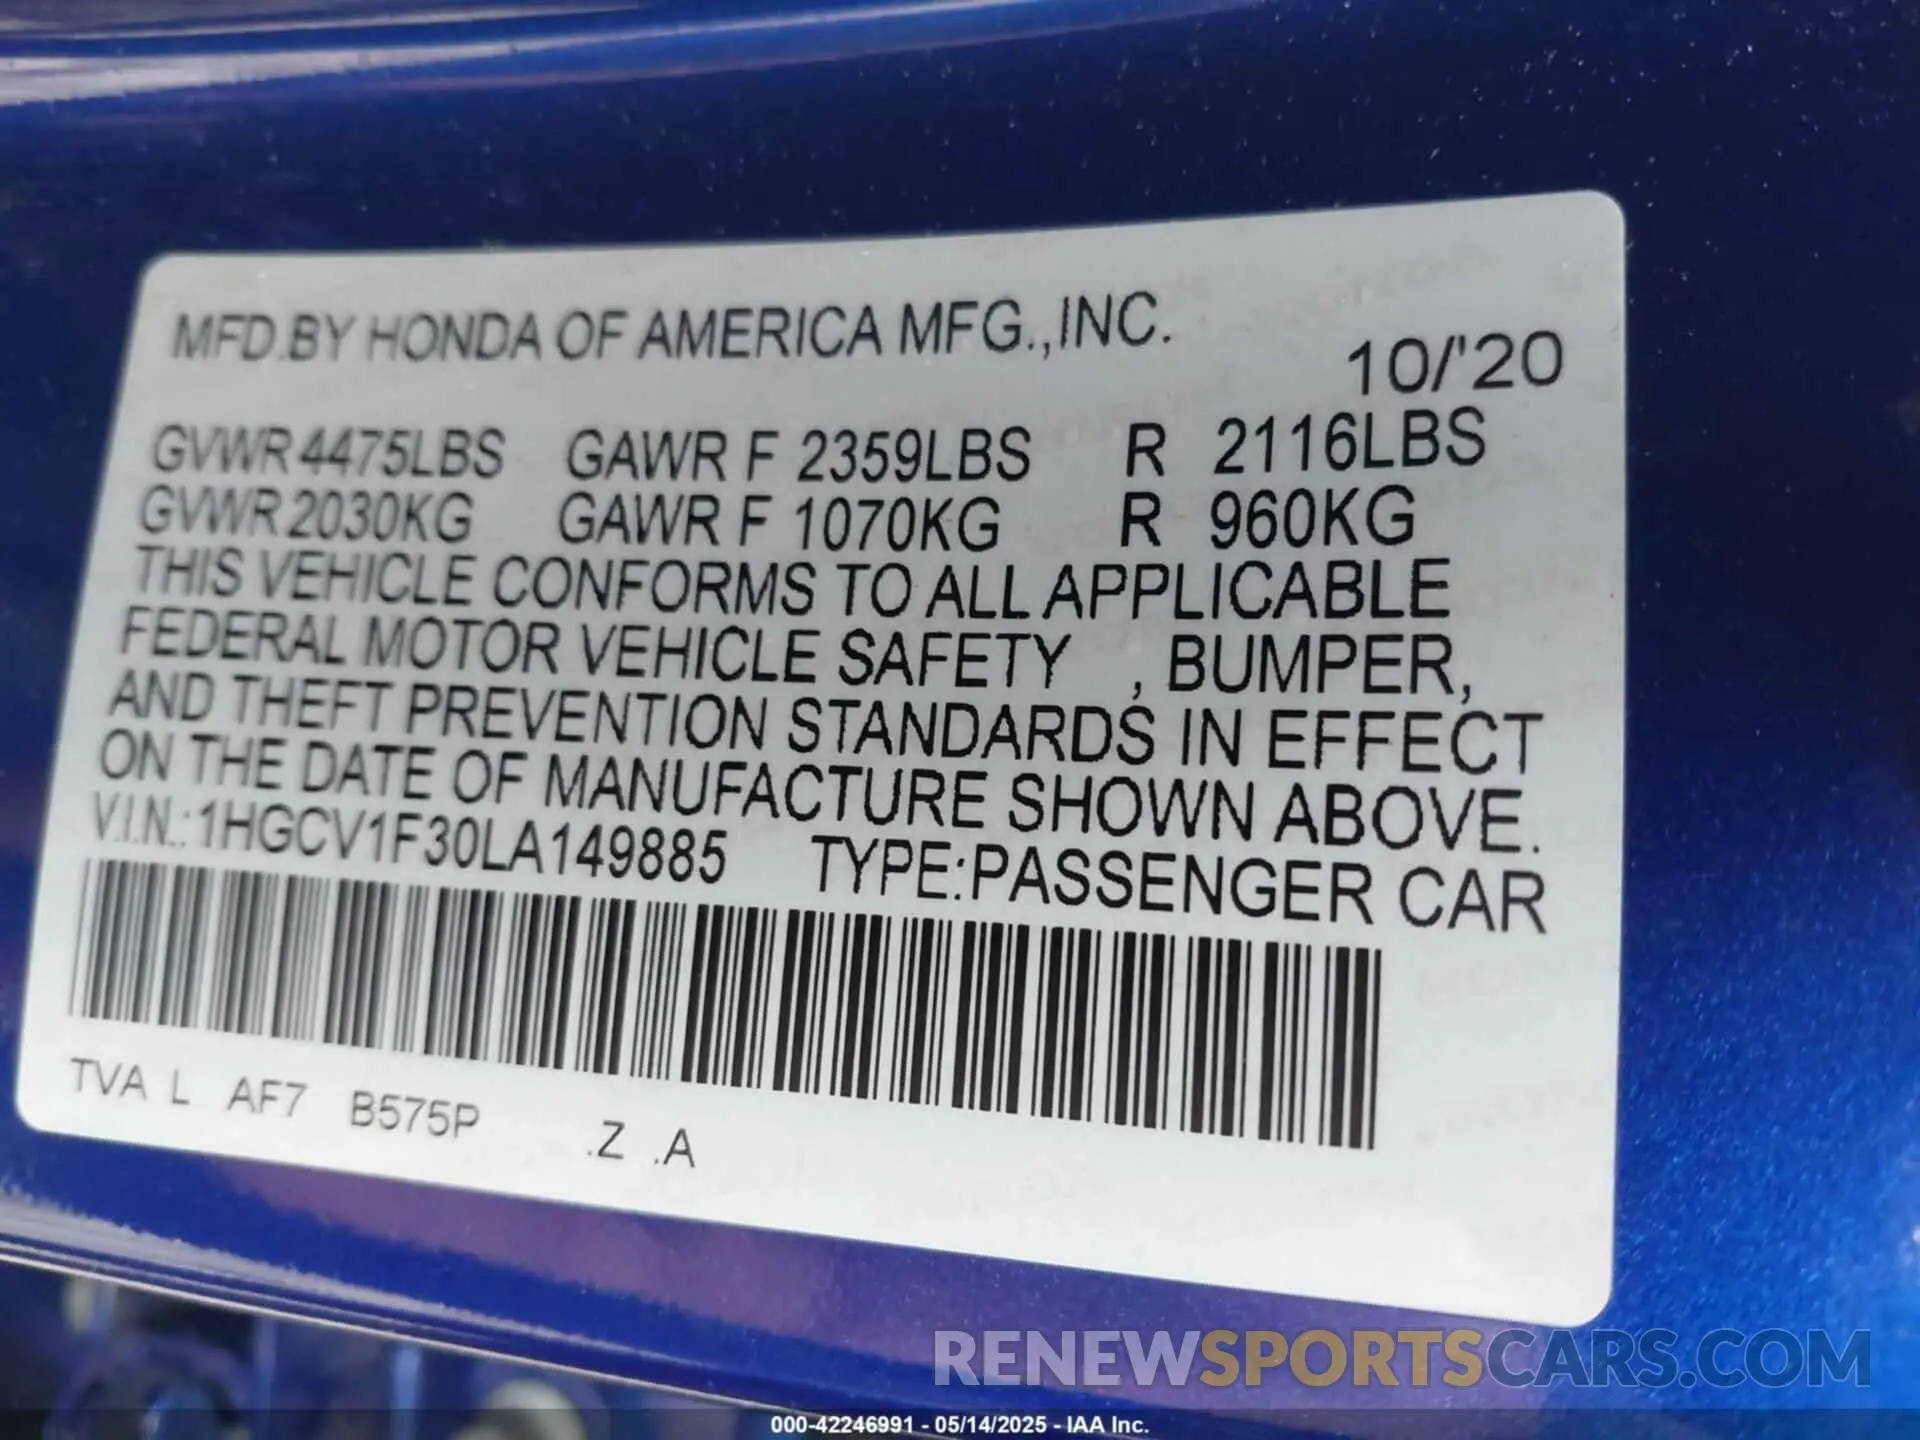 MFD.BY HONDA OF AMERICA MFG.,INC.
10/'20
GVWR 4475LBS GAWR F 2359LBS R 2116LBS
GVWR 2030KG GAWR F 1070KG R 960KG
THIS VEHICLE CONFORMS TO ALL APPLICABLE
FEDERAL MOTOR VEHICLE SAFETY , BUMPER,
AND THEFT PREVENTION STANDARDS IN EFFECT
ON THE DATE OF MANUFACTURE SHOWN ABOVE.
V.I.N.:1HGCV1F30LA149885 TYPE:PASSENGER CAR
TVA L AF7 B575P .Z .A
RENEWSPORTSCARS.COM
000-42246991 - 05/14/2025 - IAA Inc.